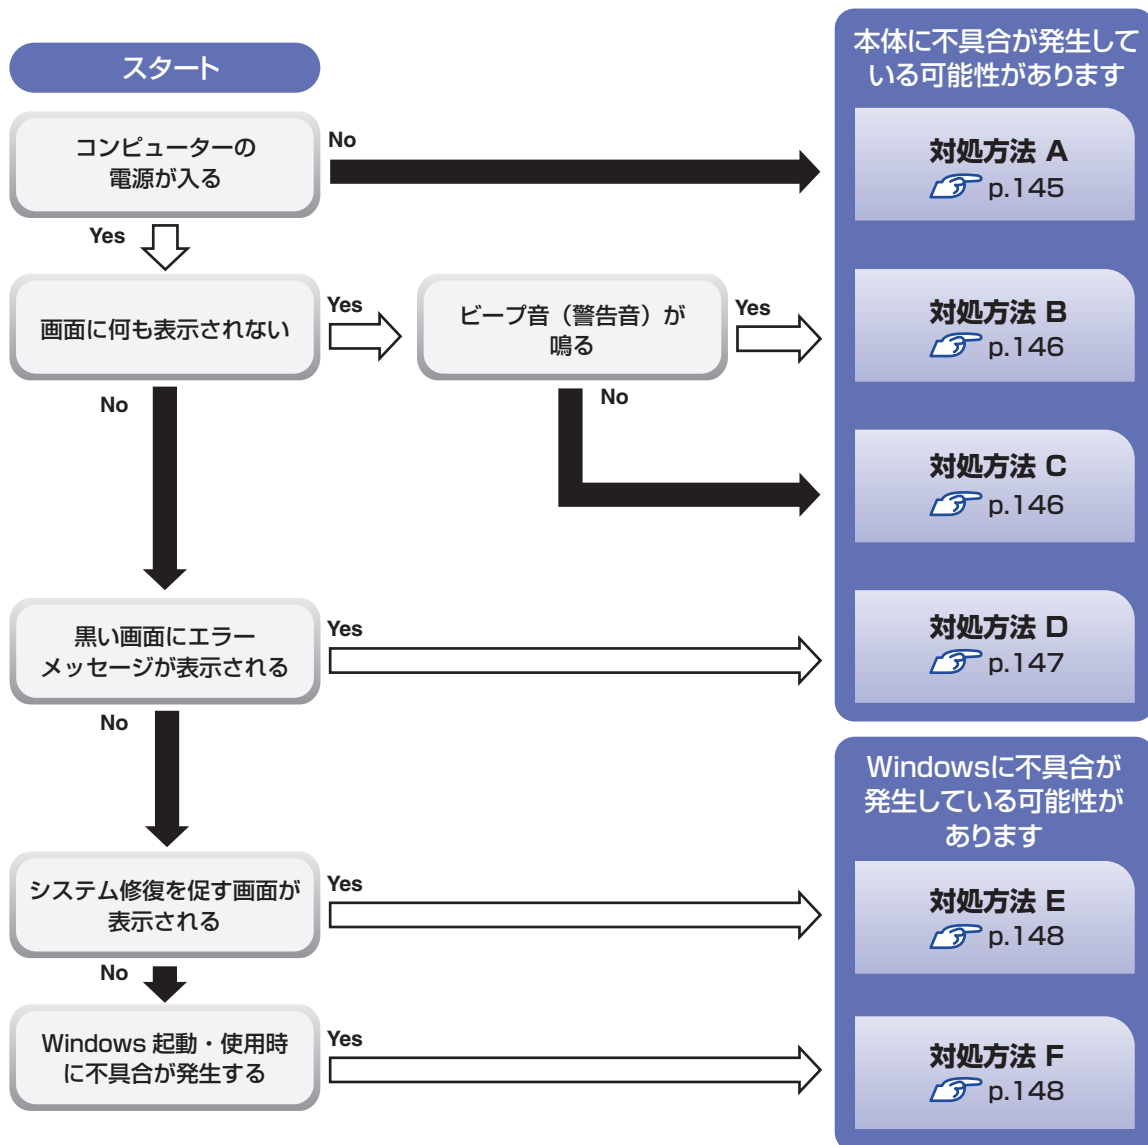 スタート
コンピューターの
電源が入る
No
Yes
画面に何も表示されない
Yes
ビープ音（警告音）が
鳴る
Yes
No
No
黒い画面にエラー
メッセージが表示される
Yes
No
システム修復を促す画面が
表示される
Yes
No
Windows 起動・使用時
に不具合が発生する
Yes
本体に不具合が発生して
いる可能性があります
対処方法 A
p.145
対処方法 B
p.146
対処方法 C
p.146
対処方法 D
p.147
Windowsに不具合が
発生している可能性が
あります
対処方法 E
p.148
対処方法 F
p.148